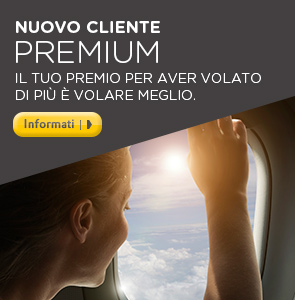 NUOVO CLIENTE
PREMIUM
IL TUO PREMIO PER AVER VOLATO
DI PIÙ È VOLARE MEGLIO.
Informati |